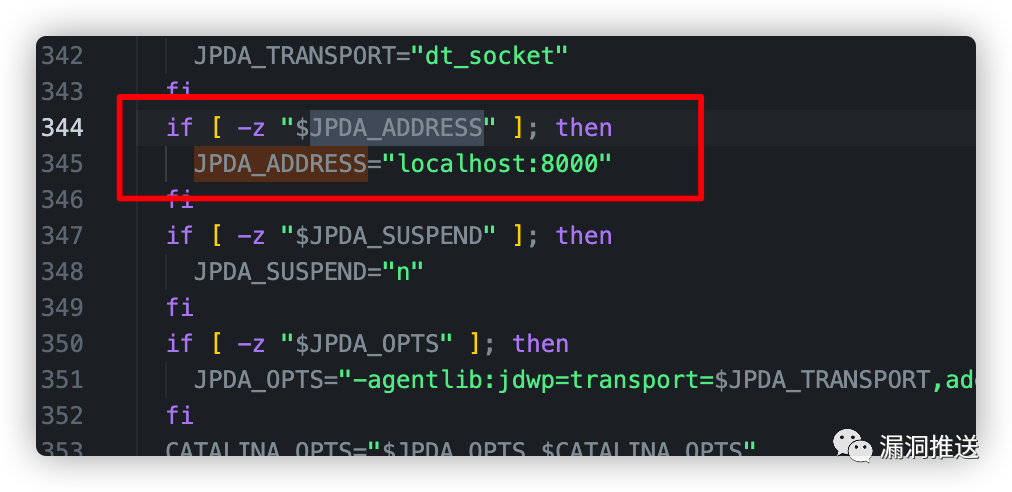 342 JPDA_TRANSPORT="dt_socket"
343 fi
344 if [ -z "$JPDA_ADDRESS" ]; then
345 JPDA_ADDRESS="localhost:8000"
346 fi
347 if [ -z "$JPDA_SUSPEND" ]; then
348 JPDA_SUSPEND="n"
349 fi
350 if [ -z "$JPDA_OPTS" ]; then
351 JPDA_OPTS="-agentlib:jdwp=transport=$JPDA_TRANSPORT,ad
352 fi
353 CATALINA_OPTS="$JPDA_OPTS $CATALINA_OPTS"
漏洞推送